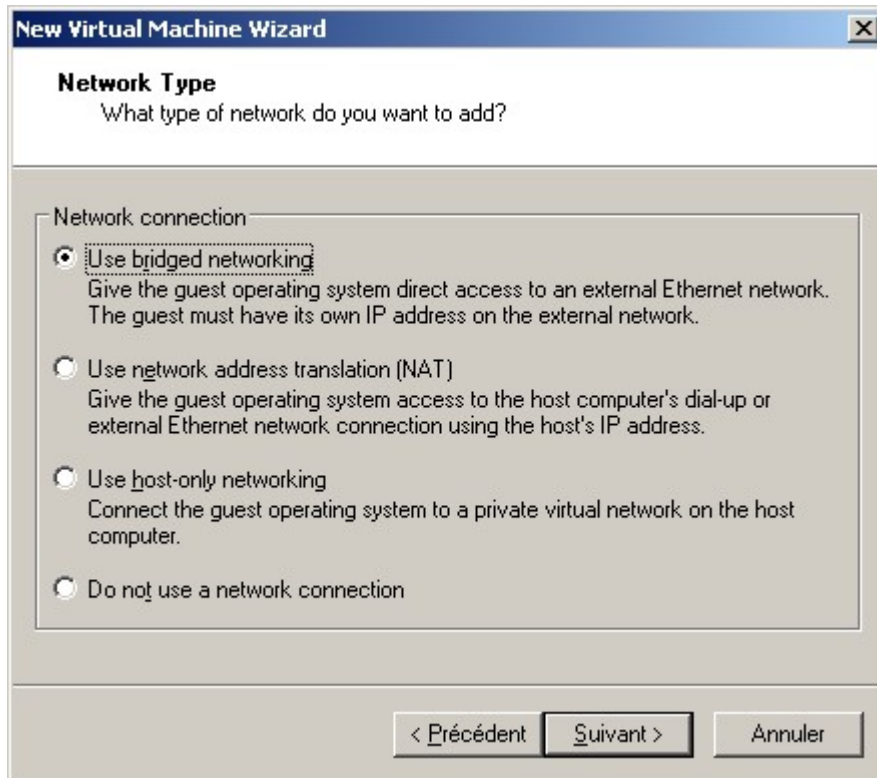 New Virtual Machine Wizard
Network Type
What type of network do you want to add?
Network connection
Use bridged networking
Give the guest operating system direct access to an external Ethernet network.
The guest must have its own IP address on the external network.
Use network address translation (NAT)
Give the guest operating system access to the host computer's dial-up or
external Ethernet network connection using the host's IP address.
Use host-only networking
Connect the guest operating system to a private virtual network on the host
computer.
Do not use a network connection
< Précédent
Suivant >
Annuler